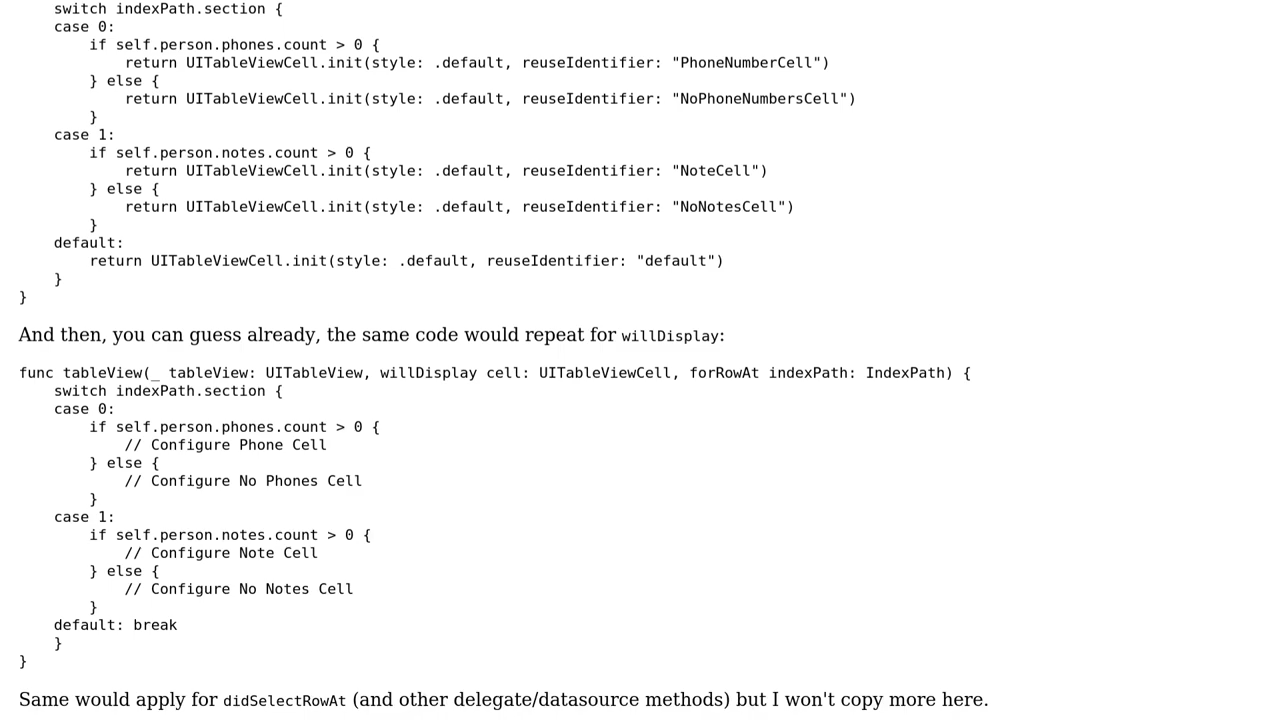 switch indexPath.section {
    case 0:
        if self.person.phones.count > 0 {
            return UITableViewCell.init(style: .default, reuseIdentifier: "PhoneNumberCell")
        } else {
            return UITableViewCell.init(style: .default, reuseIdentifier: "NoPhoneNumbersCell")
        }
    case 1:
        if self.person.notes.count > 0 {
            return UITableViewCell.init(style: .default, reuseIdentifier: "NoteCell")
        } else {
            return UITableViewCell.init(style: .default, reuseIdentifier: "NoNotesCell")
        }
    default:
        return UITableViewCell.init(style: .default, reuseIdentifier: "default")
    }
}
And then, you can guess already, the same code would repeat for willDisplay:
func tableView(_ tableView: UITableView, willDisplay cell: UITableViewCell, forRowAt indexPath: IndexPath) {
    switch indexPath.section {
    case 0:
        if self.person.phones.count > 0 {
            // Configure Phone Cell
        } else {
            // Configure No Phones Cell
        }
    case 1:
        if self.person.notes.count > 0 {
            // Configure Note Cell
        } else {
            // Configure No Notes Cell
        }
    default: break
    }
}
Same would apply for didSelectRowAt (and other delegate/datasource methods) but I won't copy more here.